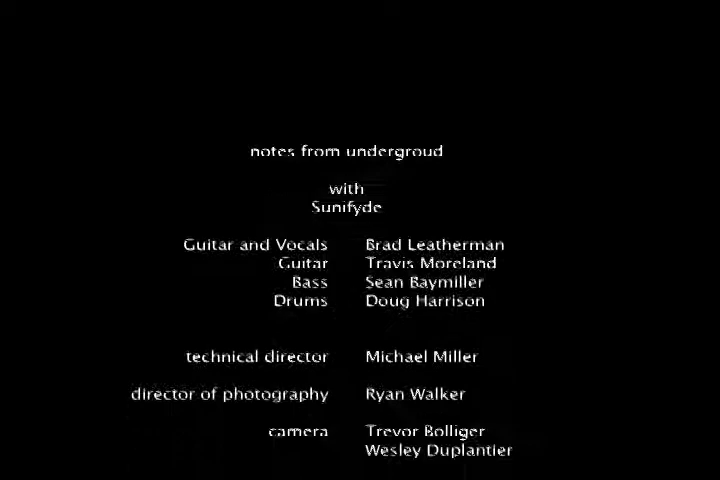 notes from undergroud
with
Sunifyde
Guitar and Vocals Brad Leatherman
Guitar Travis Moreland
Bass Sean Baymiller
Drums Doug Harrison
technical director Michael Miller
director of photography Ryan Walker
camera Trevor Bolliger
Wesley Duplantier